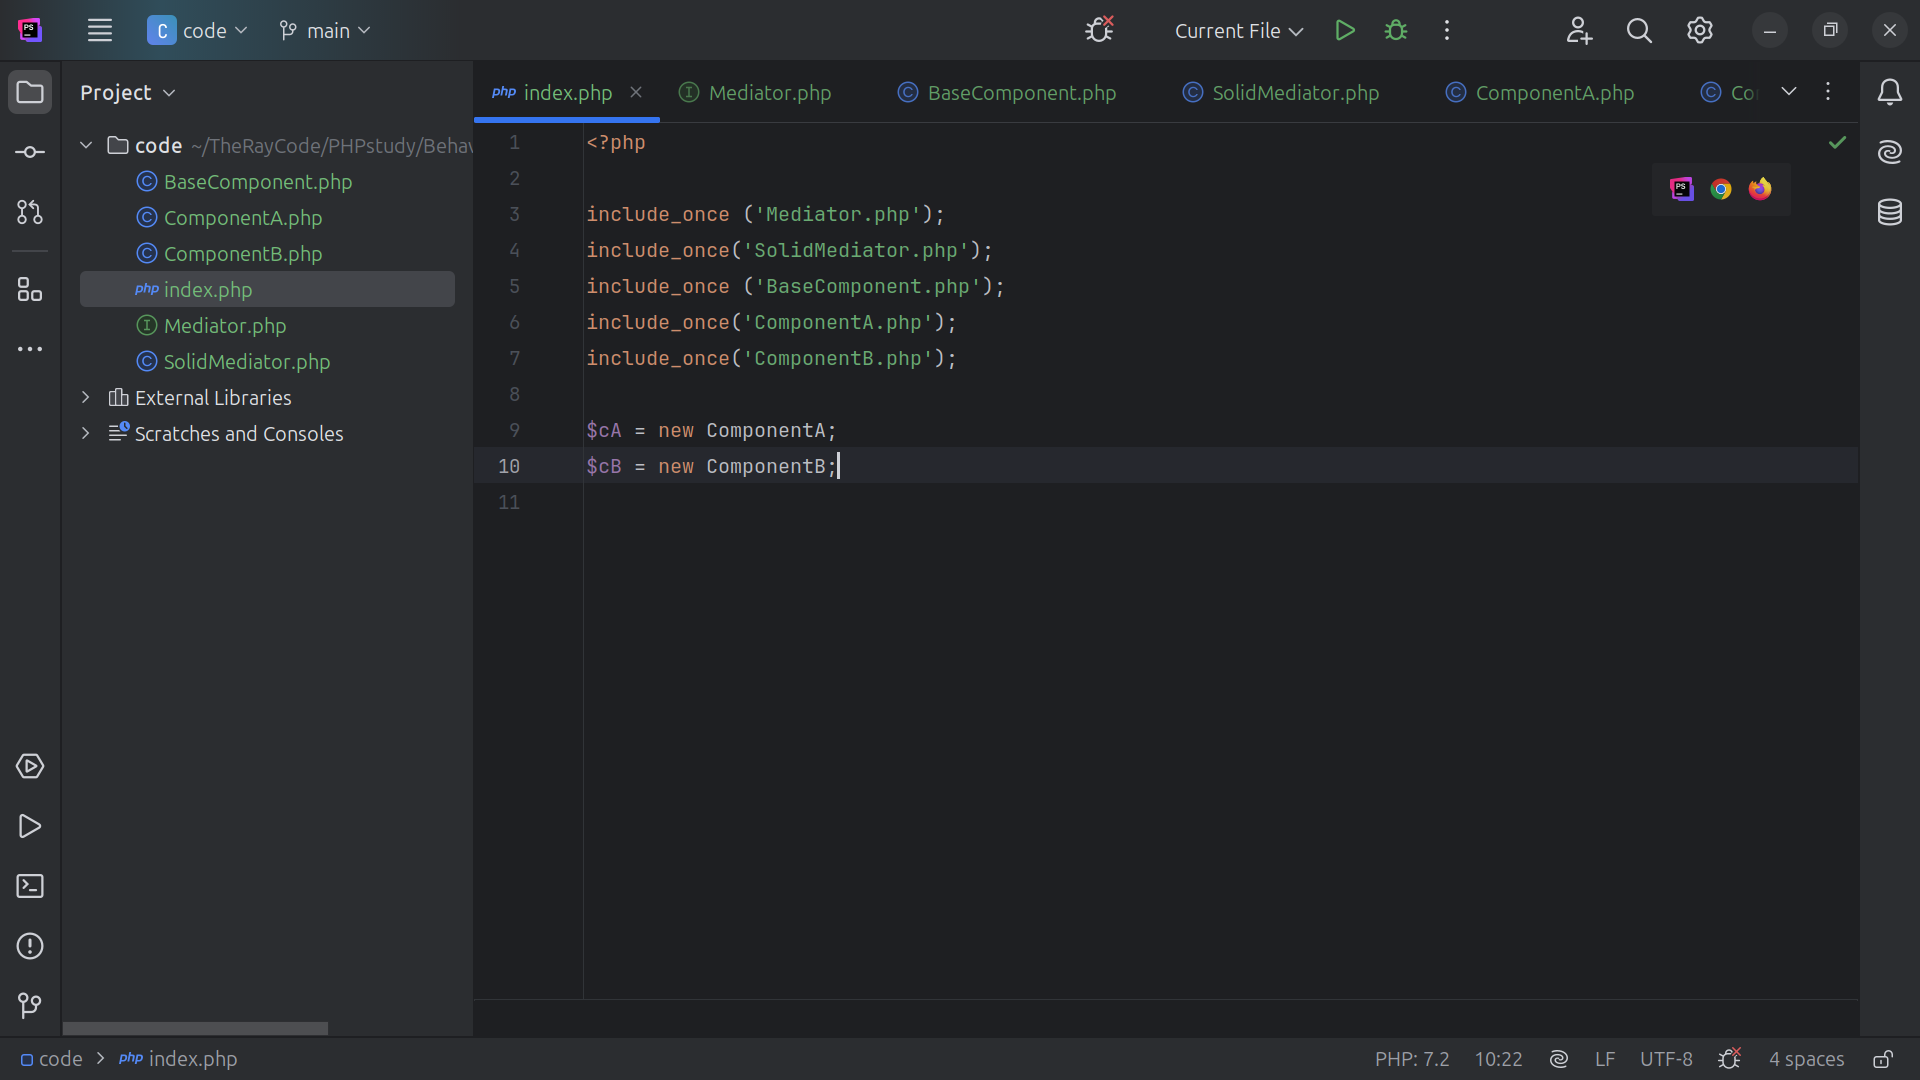 PS
C code
main
Current File
Project
php index.php
Mediator.php
BaseComponent.php
SolidMediator.php
ComponentA.php
code ~/TheRayCode/PHPstudy/Behav
BaseComponent.php
ComponentA.php
ComponentB.php
php index.php
Mediator.php
SolidMediator.php
External Libraries
Scratches and Consoles
1 <?php
2
3 include_once ('Mediator.php');
4 include_once('SolidMediator.php');
5 include_once ('BaseComponent.php');
6 include_once('ComponentA.php');
7 include_once('ComponentB.php');
8
9 $cA = new ComponentA;
10 $cB = new ComponentB;
11
code > php index.php
PHP: 7.2
10:22
LF
UTF-8
4 spaces